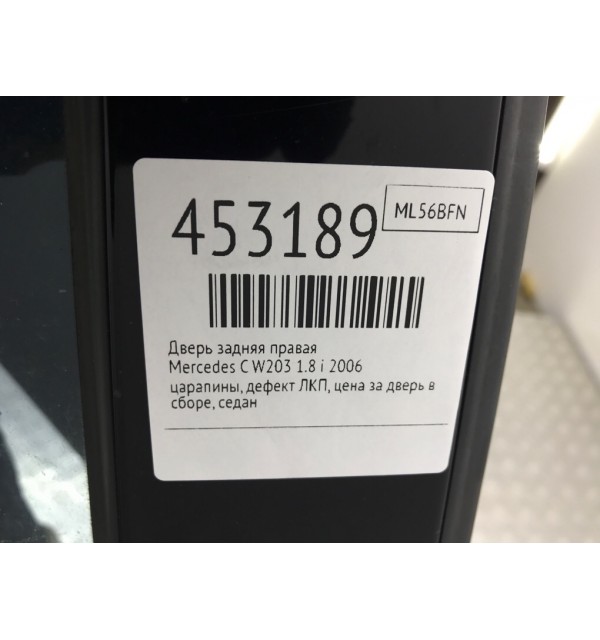 453189
ML56BFN
Дверь задняя правая
Mercedes C W203 1.8 i 2006
царапины, дефект ЛКП, цена за дверь в
сборе, седан